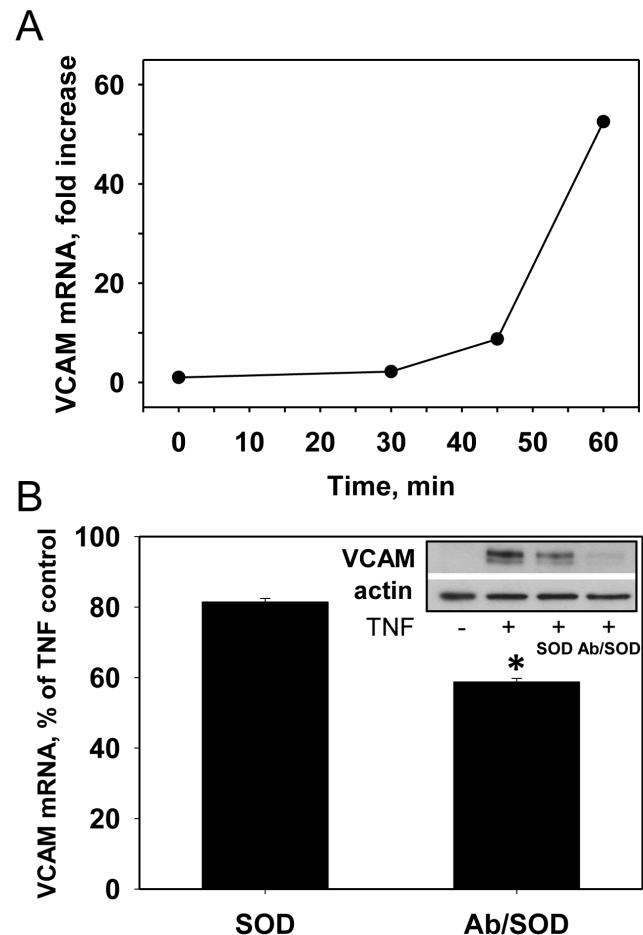 A
VCAM mRNA, fold increase
60
40
20
0
0 10 20 30 40 50 60
Time, min
B
VCAM mRNA, % of TNF control
100
80
60
40
20
0
VCAM
actin
TNF - + + +
SOD Ab/SOD
*
SOD Ab/SOD